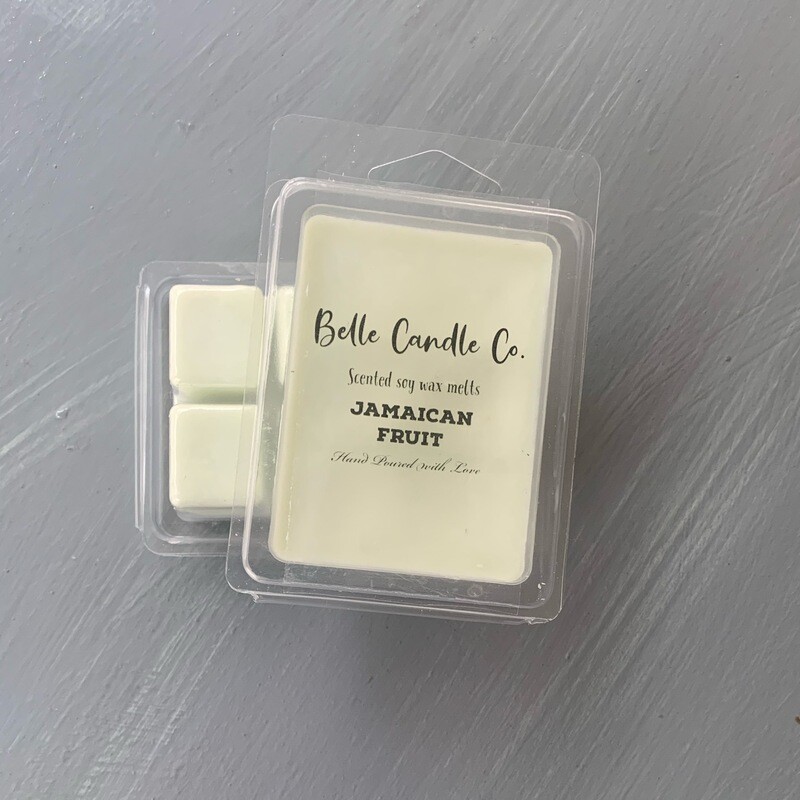 Belle Candle Co.
Scented soy wax melts
JAMAICAN
FRUIT
Hand Poured with Love